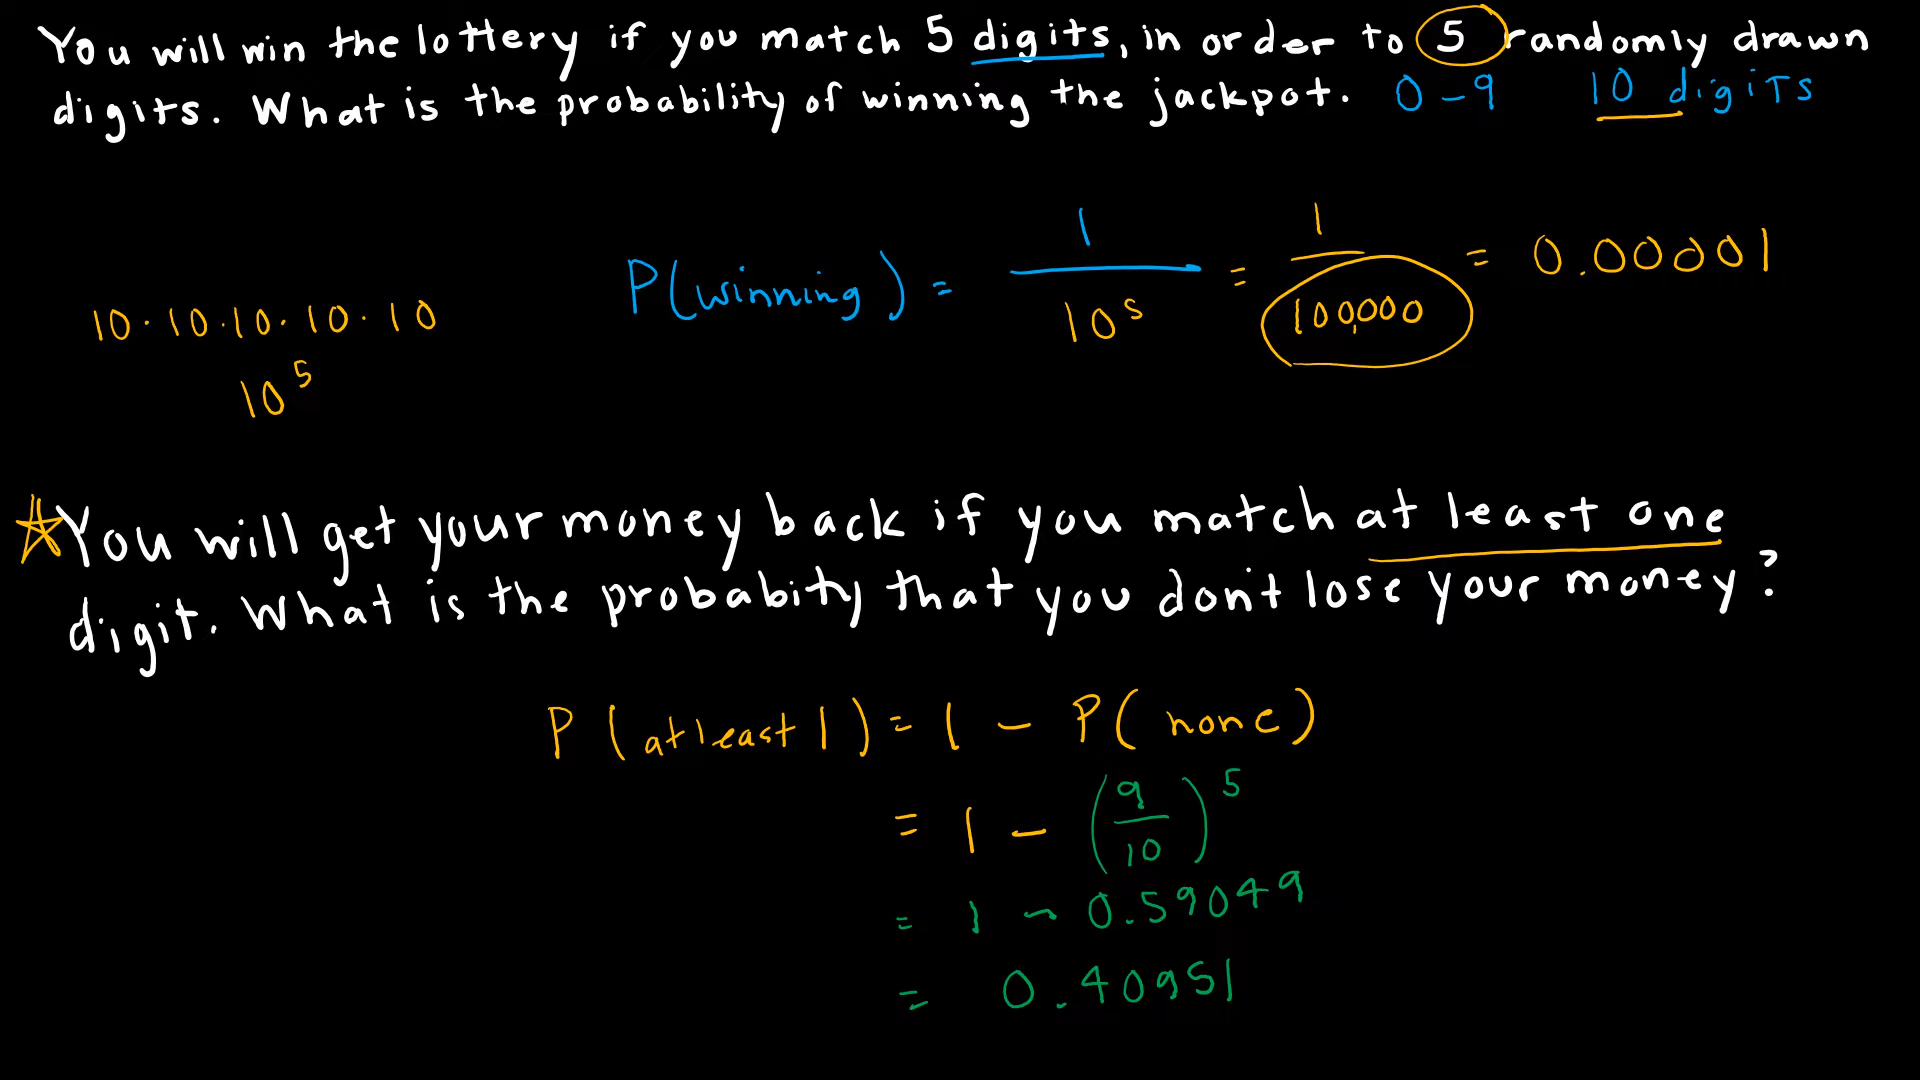 You will win the lottery if you match 5 digits, in order to 5 randomly drawn
digits. What is the probability of winning the jackpot. 0-9 10 digits
P(winning) = 1/10^5 = 1/100,000 = 0.00001
10·10·10·10·10
10^5
You will get your money back if you match at least one
digit. What is the probabity that you don't lose your money?
P(at least 1) = 1 - P(none)
= 1 - (9/10)^5
= 1 - 0.59049
= 0.40951